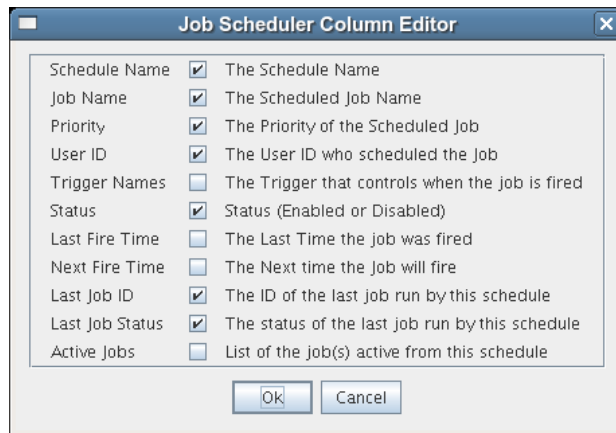 Job Scheduler Column Editor
Schedule Name The Schedule Name
Job Name The Scheduled Job Name
Priority The Priority of the Scheduled Job
User ID The User ID who scheduled the Job
Trigger Names The Trigger that controls when the job is fired
Status Status (Enabled or Disabled)
Last Fire Time The Last Time the job was fired
Next Fire Time The Next time the Job will fire
Last Job ID The ID of the last job run by this schedule
Last Job Status The status of the last job run by this schedule
Active Jobs List of the job(s) active from this schedule
Ok Cancel